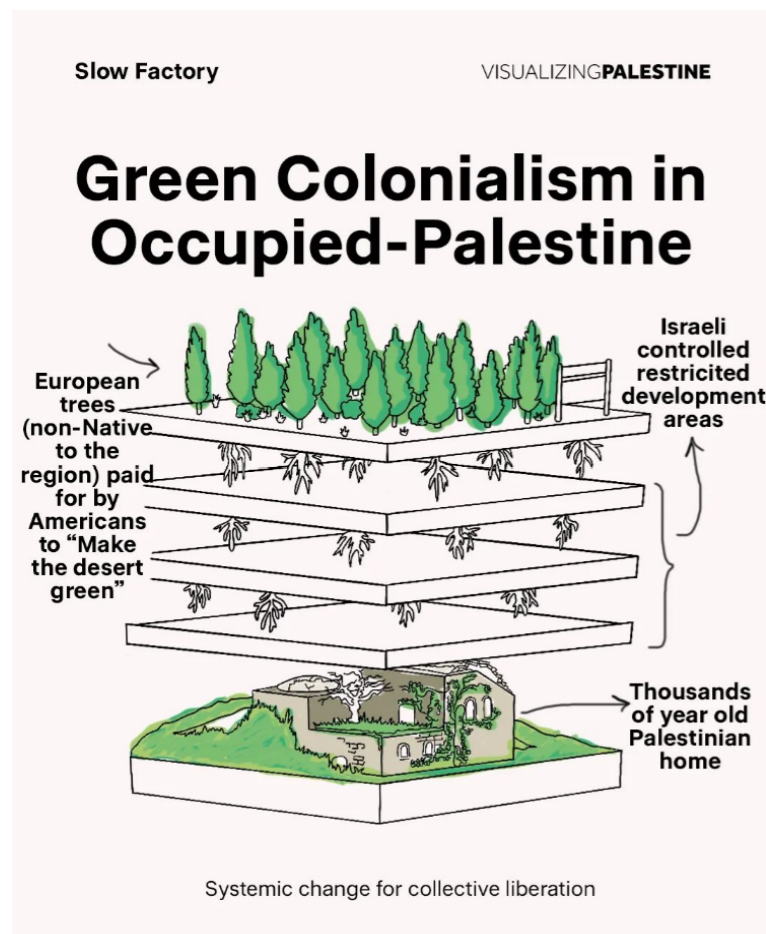 Slow Factory
VISUALIZINGPALESTINE
Green Colonialism in
Occupied-Palestine
European
trees
(non-Native
to the
region) paid
for by
Americans
to “Make
the desert
green”
Israeli
controlled
restricited
development
areas
Thousands
of year old
Palestinian
home
Systemic change for collective liberation